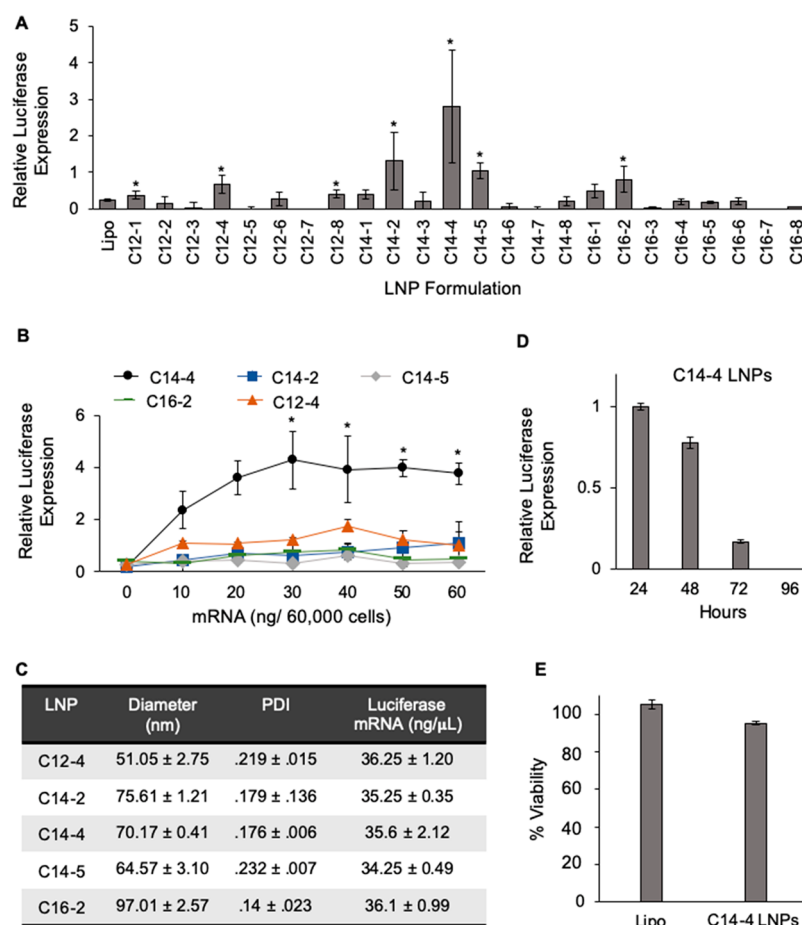 A
5
4
3
2
1
0
Relative Luciferase
Expression
* * * * * * *
Lipo C12-1 C12-2 C12-3 C12-4 C12-5 C12-6 C12-7 C12-8 C14-1 C14-2 C14-3 C14-4 C14-5 C14-6 C14-7 C14-8 C16-1 C16-2 C16-3 C16-4 C16-5 C16-6 C16-7 C16-8
LNP Formulation
B
C14-4 C14-2 C14-5
C16-2 C12-4
6
4
2
0
Relative Luciferase
Expression
* * * *
0 10 20 30 40 50 60
mRNA (ng/ 60,000 cells)
D
C14-4 LNPs
1
0.5
0
Relative Luciferase
Expression
24 48 72 96
Hours
C
LNP Diameter (nm) PDI Luciferase mRNA (ng/μL)
C12-4 51.05 ± 2.75 .219 ± .015 36.25 ± 1.20
C14-2 75.61 ± 1.21 .179 ± .136 35.25 ± 0.35
C14-4 70.17 ± 0.41 .176 ± .006 35.6 ± 2.12
C14-5 64.57 ± 3.10 .232 ± .007 34.25 ± 0.49
C16-2 97.01 ± 2.57 .14 ± .023 36.1 ± 0.99
E
100
80
60
40
20
0
% Viability
Lipo C14-4 LNPs